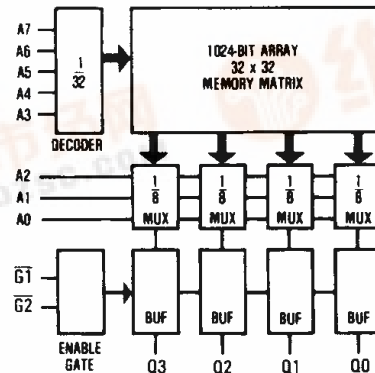 A7
A6
A5
A4
A3
1
32
DECODER
1024-BIT ARRAY
32 x 32
MEMORY MATRIX
A2
A1
A0
1
8
MUX
1
8
MUX
1
8
MUX
1
8
MUX
G1
G2
ENABLE
GATE
BUF
BUF
BUF
BUF
Q3
Q2
Q1
Q0